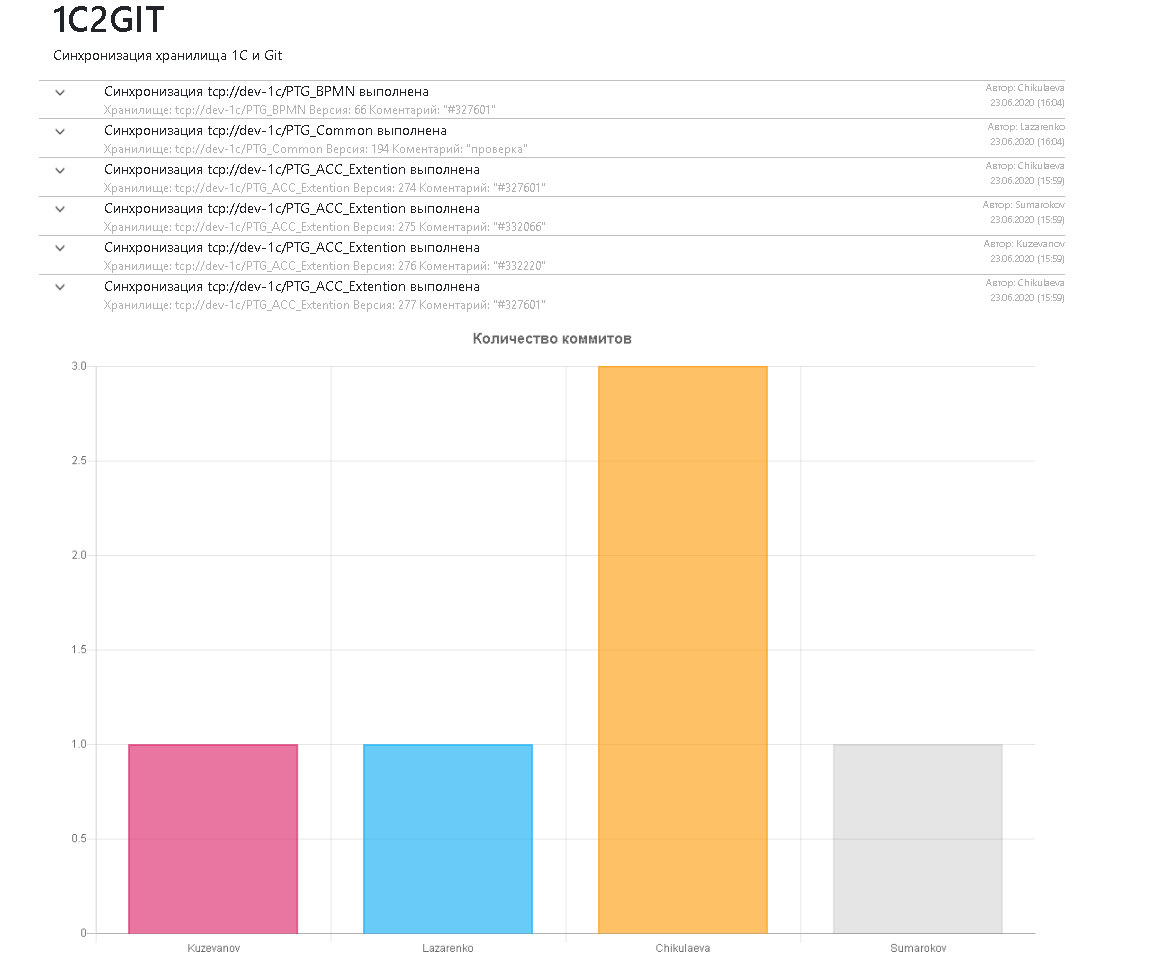 1C2GIT
Синхронизация хранилища 1С и Git
Синхронизация tcp://dev-1c/PTG_BPMN выполнена
Автор: Chikulaeva
Хранилище: tcp://dev-1c/PTG_BPMN Версия: 66 Коментарий: "#327601"
23.06.2020 (16:04)
Синхронизация tcp://dev-1c/PTG_Common выполнена
Автор: Lazarenko
Хранилище: tcp://dev-1c/PTG_Common Версия: 194 Коментарий: "проверка"
23.06.2020 (16:04)
Синхронизация tcp://dev-1c/PTG_ACC_Extention выполнена
Автор: Chikulaeva
Хранилище: tcp://dev-1c/PTG_ACC_Extention Версия: 274 Коментарий: "#327601"
23.06.2020 (15:59)
Синхронизация tcp://dev-1c/PTG_ACC_Extention выполнена
Автор: Sumarokov
Хранилище: tcp://dev-1c/PTG_ACC_Extention Версия: 275 Коментарий: "#332066"
23.06.2020 (15:59)
Синхронизация tcp://dev-1c/PTG_ACC_Extention выполнена
Автор: Kuzevanov
Хранилище: tcp://dev-1c/PTG_ACC_Extention Версия: 276 Коментарий: "#332220"
23.06.2020 (15:59)
Синхронизация tcp://dev-1c/PTG_ACC_Extention выполнена
Автор: Chikulaeva
Хранилище: tcp://dev-1c/PTG_ACC_Extention Версия: 277 Коментарий: "#327601"
23.06.2020 (15:59)
Количество коммитов
3.0
2.5
2.0
1.5
1.0
0.5
0
Kuzevanov
Lazarenko
Chikulaeva
Sumarokov